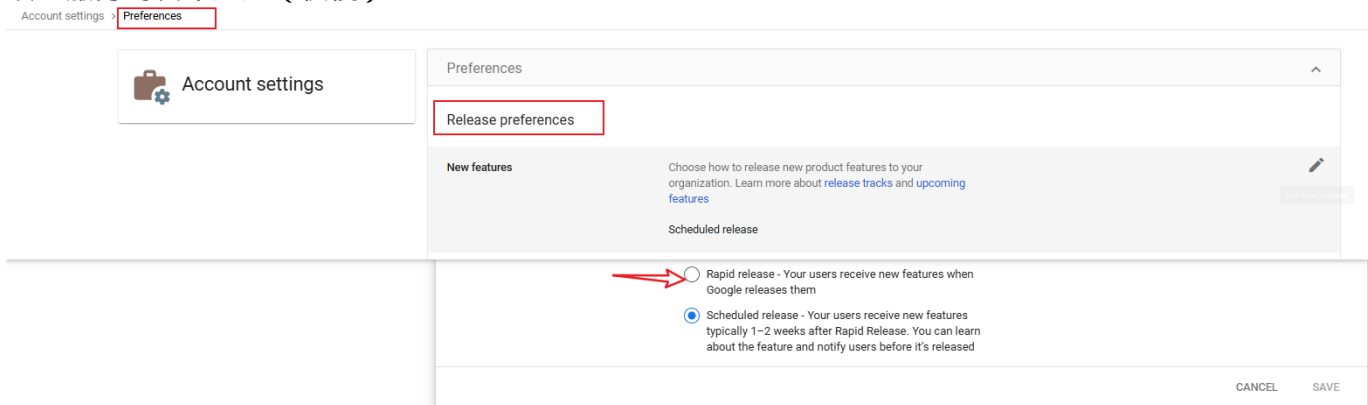 Account settings > Preferences
Account settings
Preferences
Release preferences
New features
Choose how to release new product features to your
organization. Learn more about release tracks and upcoming
features
Scheduled release
Rapid release - Your users receive new features when
Google releases them
Scheduled release - Your users receive new features
typically 1–2 weeks after Rapid Release. You can learn
about the feature and notify users before it's released
CANCEL SAVE